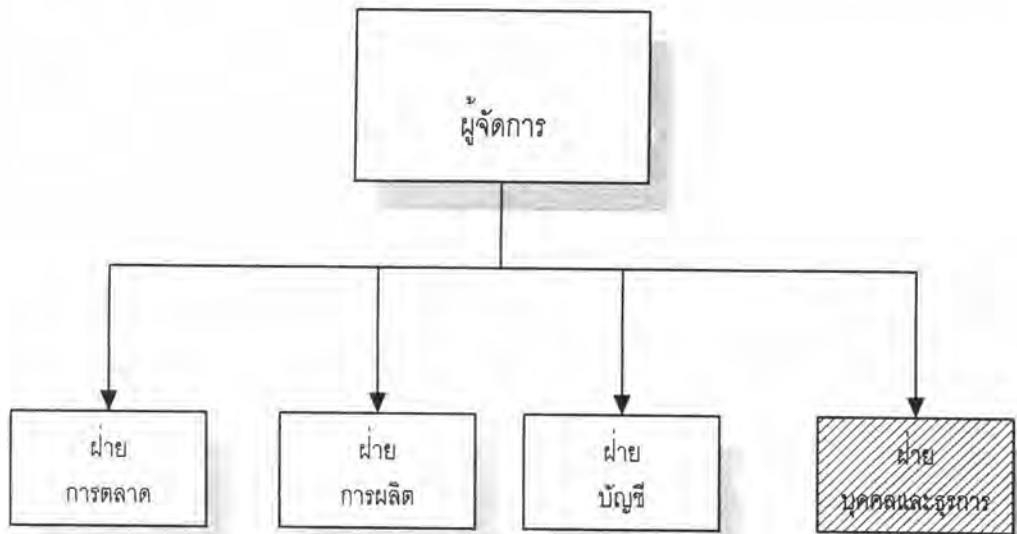 ผู้จัดการ
ฝ่าย
การตลาด
ฝ่าย
การผลิต
ฝ่าย
บัญชี
ฝ่าย
บุคคลและธุรการ